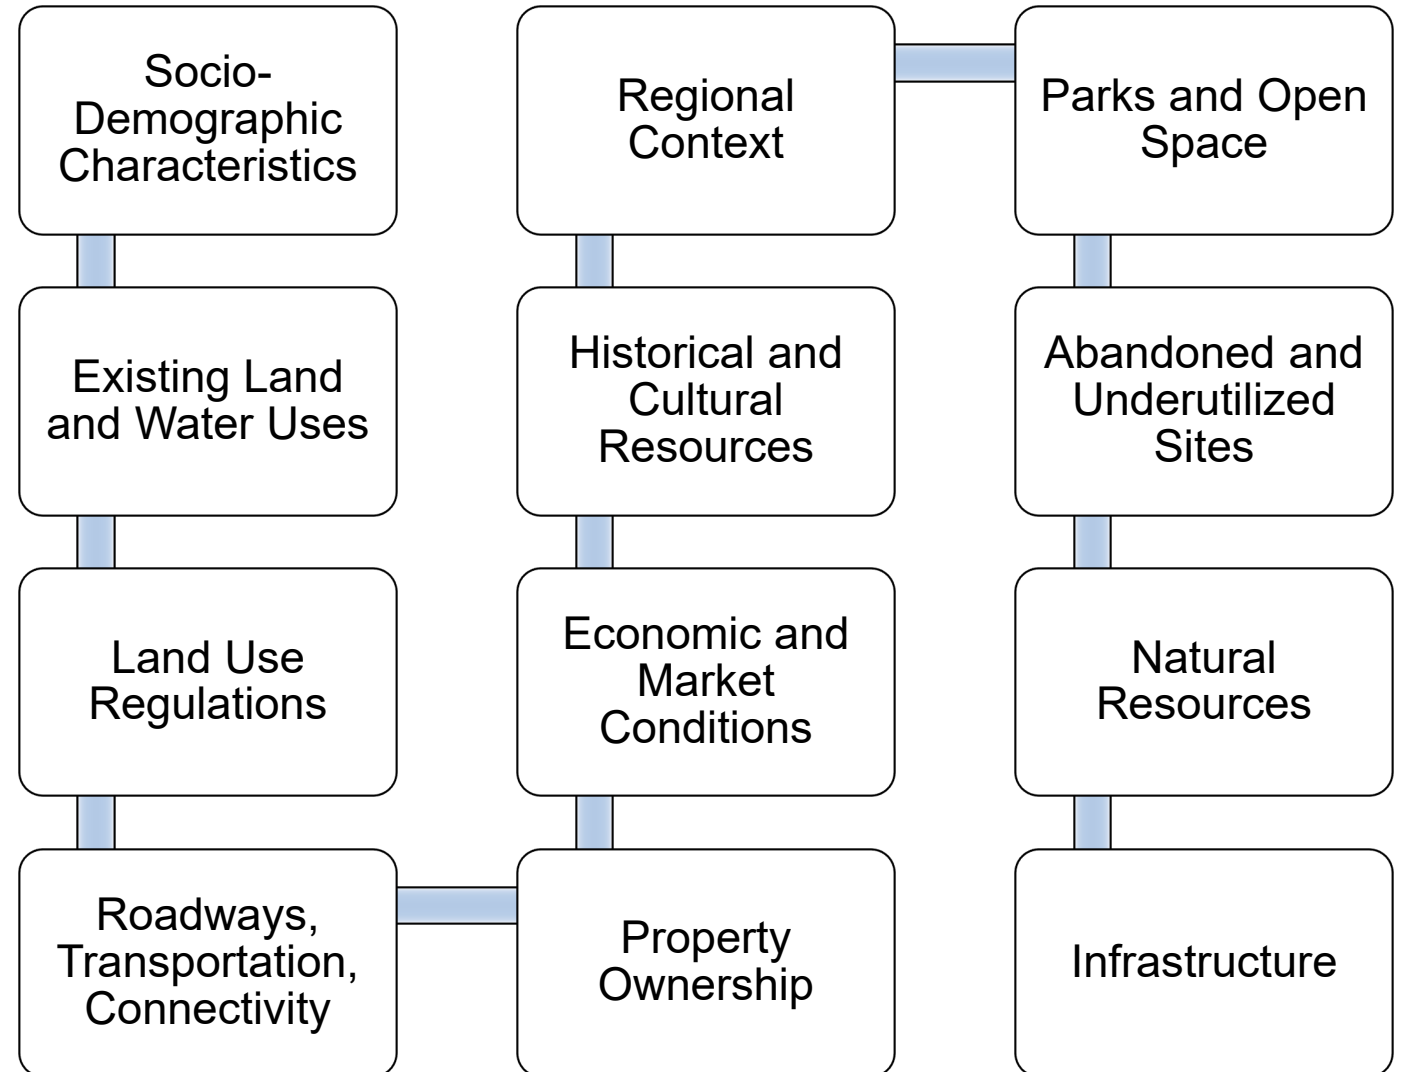 Socio-
Demographic
Characteristics
Existing Land
and Water Uses
Land Use
Regulations
Roadways,
Transportation,
Connectivity
Property
Ownership
Economic and
Market
Conditions
Historical and
Cultural
Resources
Regional
Context
Parks and Open
Space
Abandoned and
Underutilized
Sites
Natural
Resources
Infrastructure